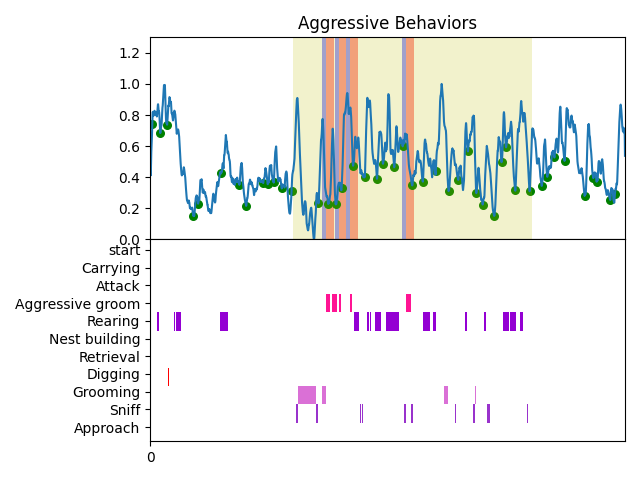 Aggressive Behaviors
1.2
1.0
0.8
0.6
0.4
0.2
0.0
start
Carrying
Attack
Aggressive groom
Rearing
Nest building
Retrieval
Digging
Grooming
Sniff
Approach
0